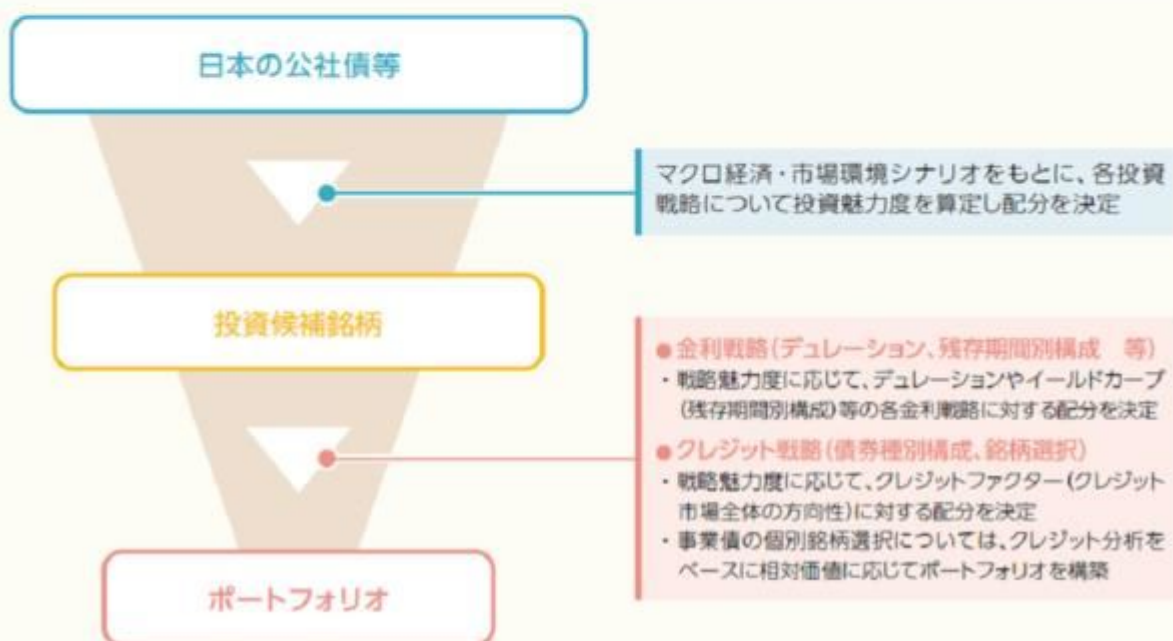 日本の公社債等
マクロ経済・市場環境シナリオをもとに、各投資
戦略について投資魅力度を算定し配分を決定
投資候補銘柄
●金利戦略(デュレーション、残存期間別構成　等)
・戦略魅力度に応じて、デュレーションやイールドカーブ
(残存期間別構成)等の各金利戦略に対する配分を決定
●クレジット戦略(債券種別構成、銘柄選択)
・戦略魅力度に応じて、クレジットファクター(クレジット
市場全体の方向性)に対する配分を決定
・事業債の個別銘柄選択については、クレジット分析を
ベースに相対価値に応じてポートフォリオを構築
ポートフォリオ